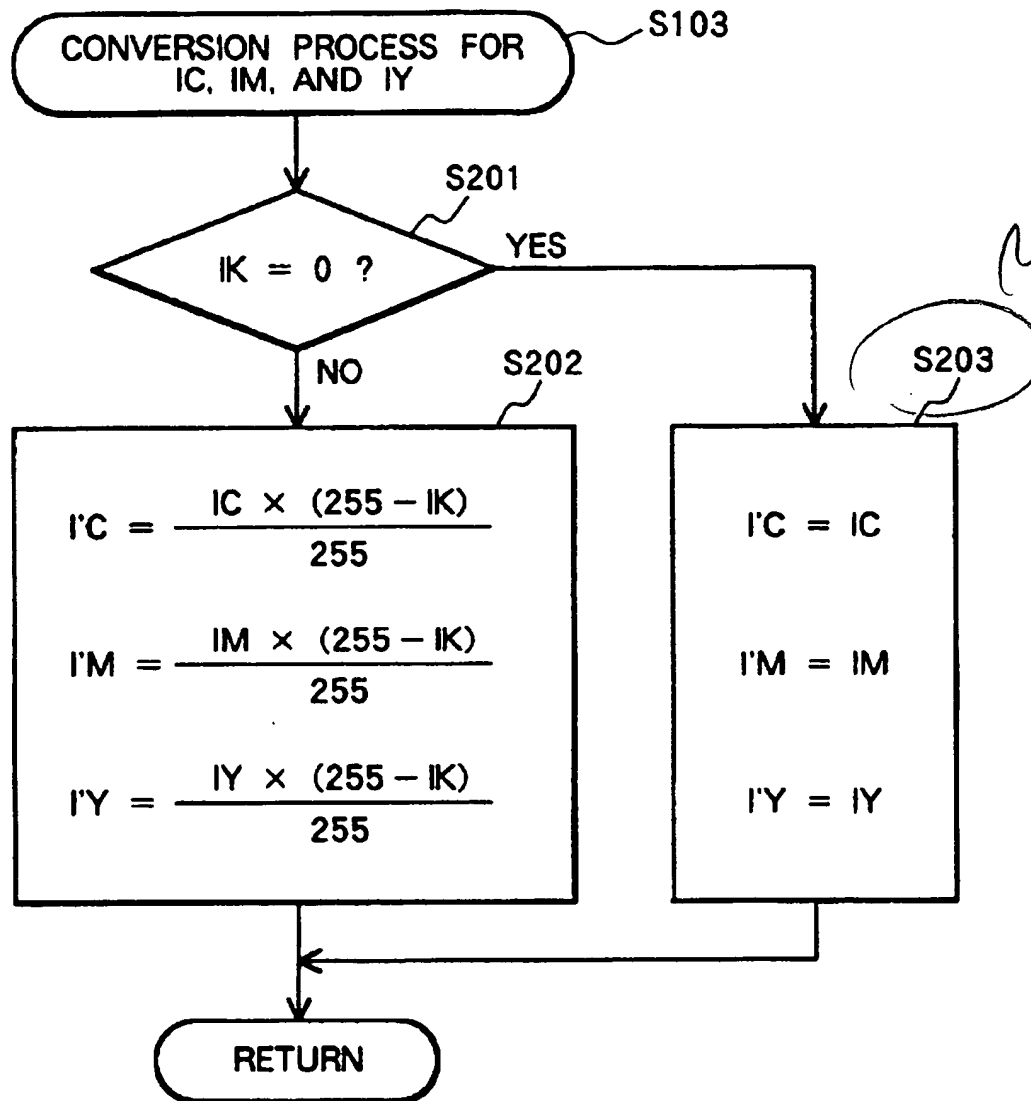 S103
CONVERSION PROCESS FOR
IC, IM, AND IY
S201
IK = 0 ?
YES
NO
S202
I'C = IC × (255 – IK) / 255
I'M = IM × (255 – IK) / 255
I'Y = IY × (255 – IK) / 255
S203
I'C = IC
I'M = IM
I'Y = IY
RETURN